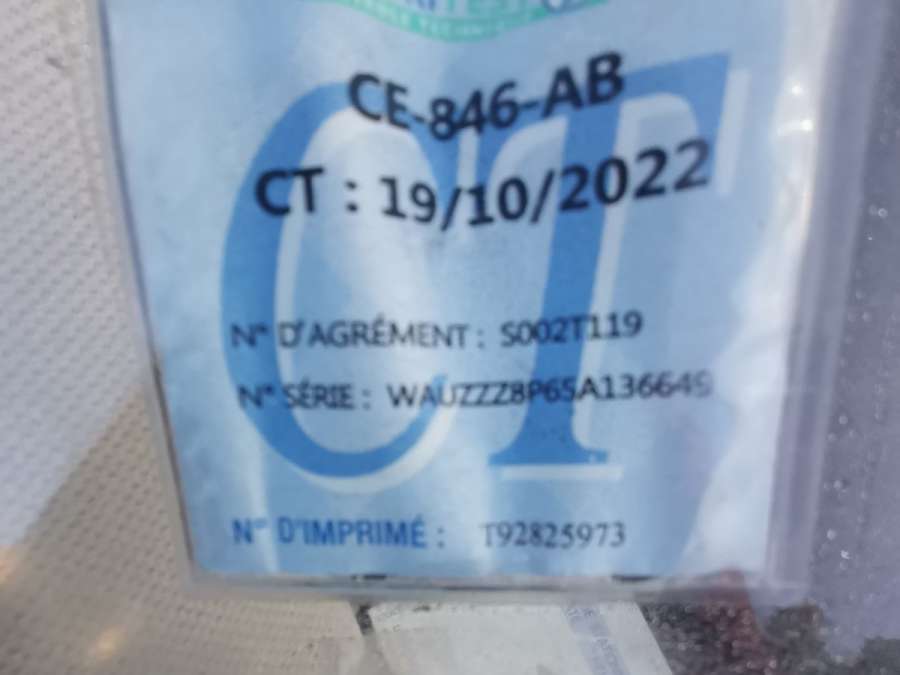 CE-846-AB
CT : 19/10/2022
N° D'AGRÉMENT : S002T119
N° SÉRIE : WAUZZZ8P65A136649
N° D'IMPRIMÉ : T92825973